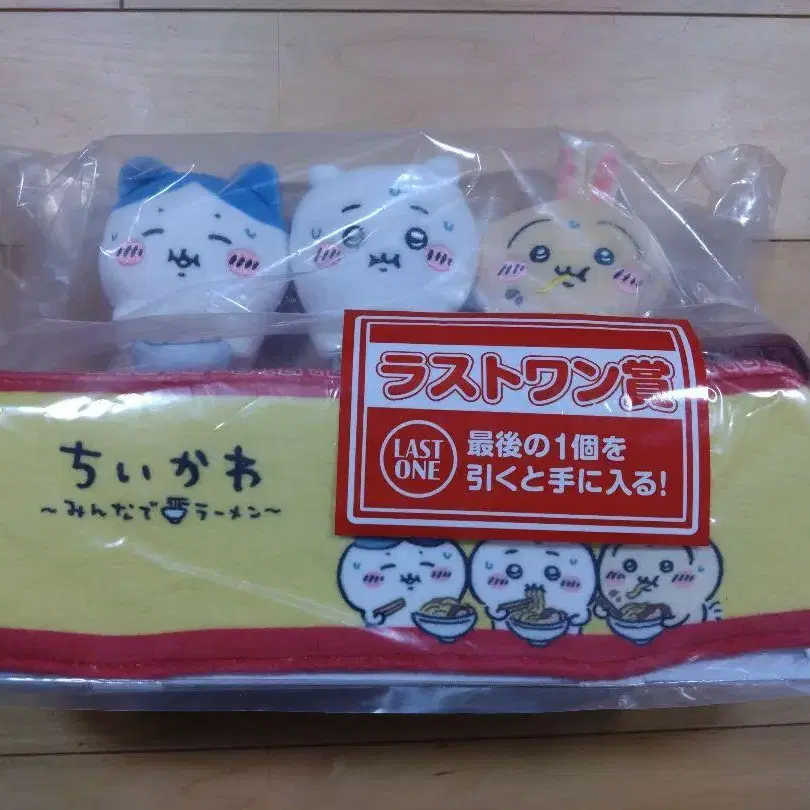 ラストワン賞
LAST
ONE
最後の1個を
引くと手に入る!
ちいかわ
~みんなでラーメン~